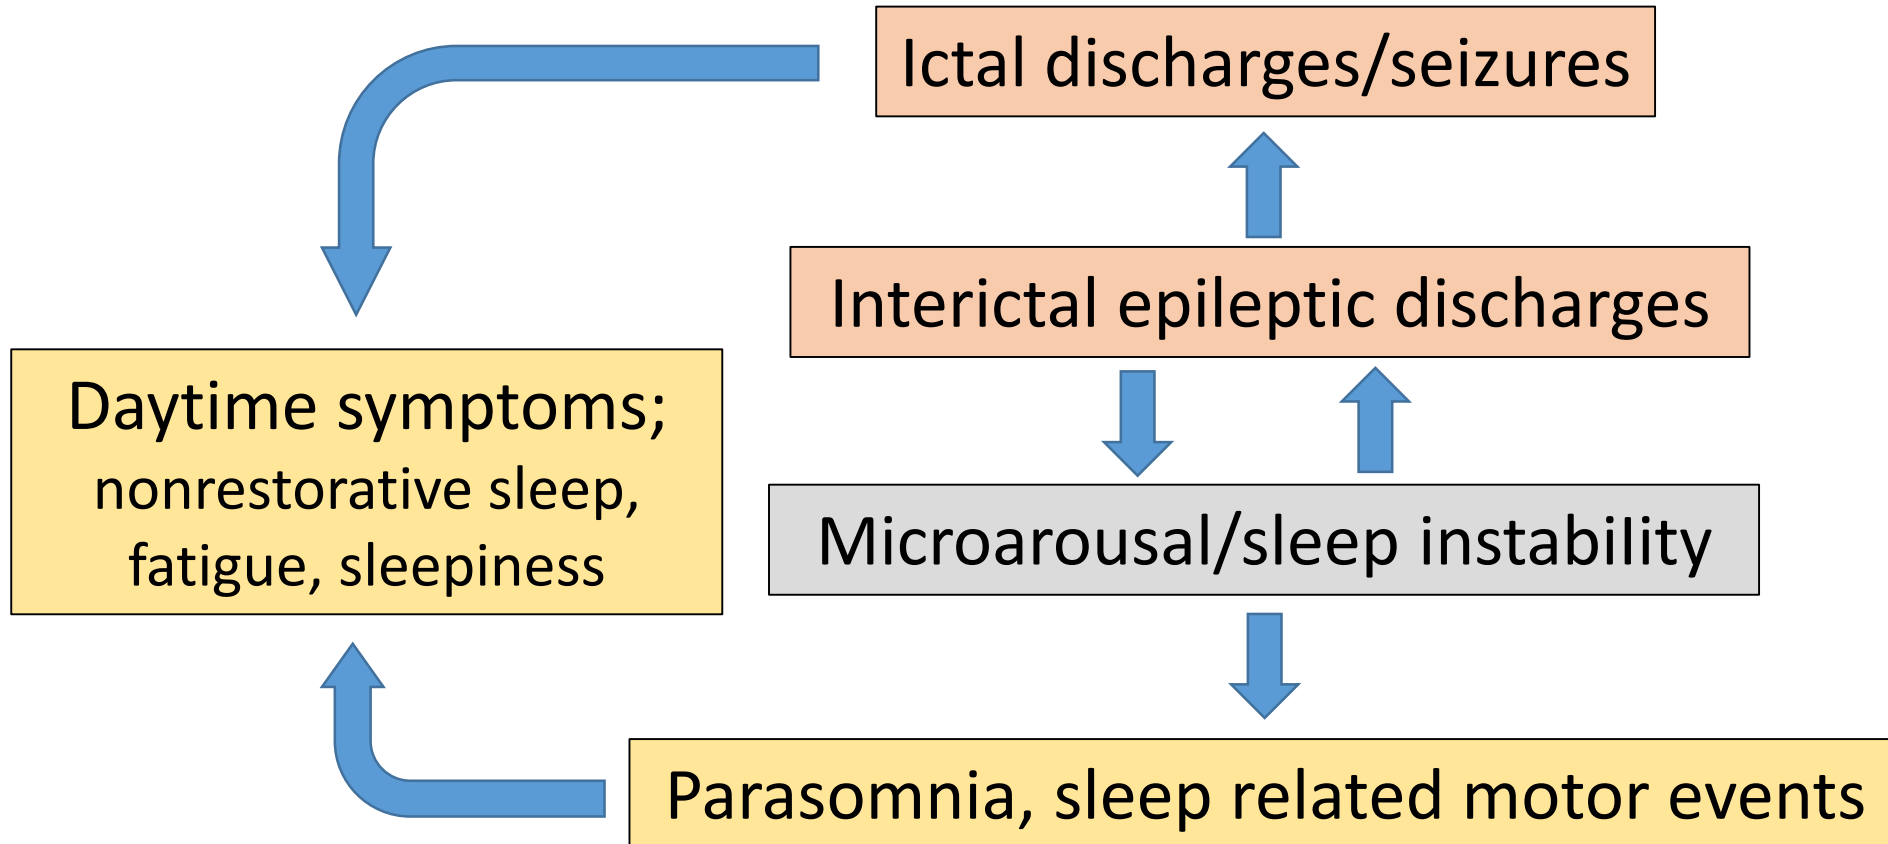 Ictal discharges/seizures
Interictal epileptic discharges
Daytime symptoms;
nonrestorative sleep,
fatigue, sleepiness
Microarousal/sleep instability
Parasomnia, sleep related motor events